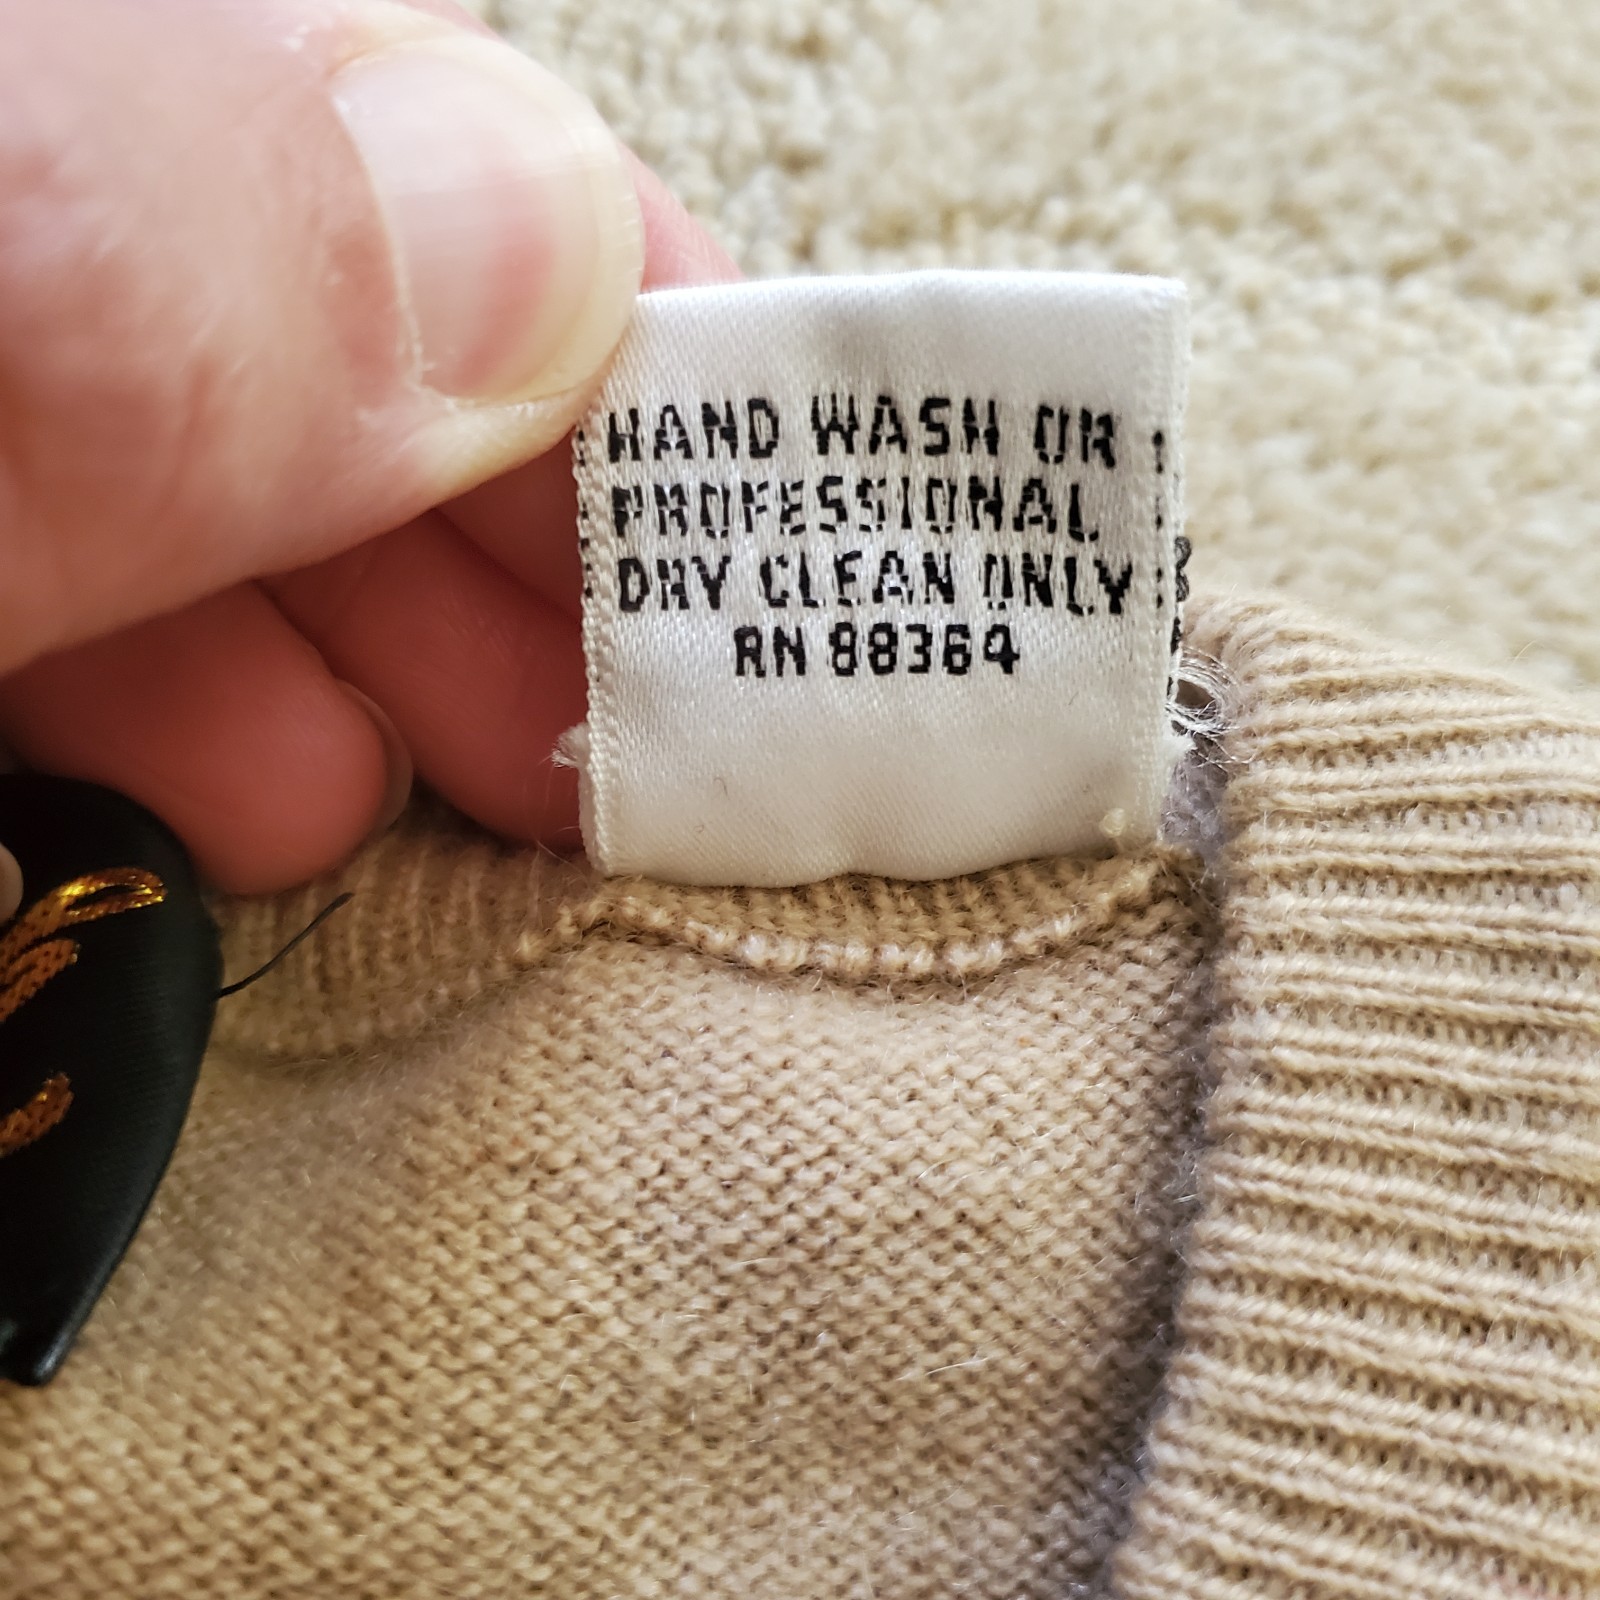 HAND WASH OR
PROFESSIONAL
DRY CLEAN ONLY
RN 88364